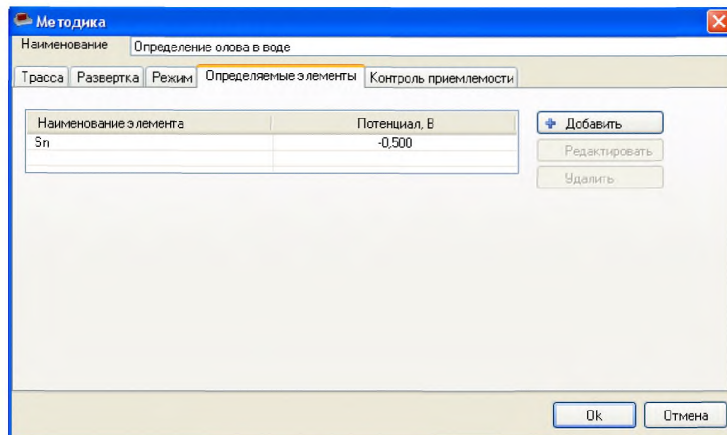 Методика
Наименование Определение олова в воде
Трасса Развертка Режим Определяемые элементы Контроль приемлемости
Наименование элемента Потенциал, В
Sn -0,500
Добавить
Редактировать
Удалить
Ok Отмена